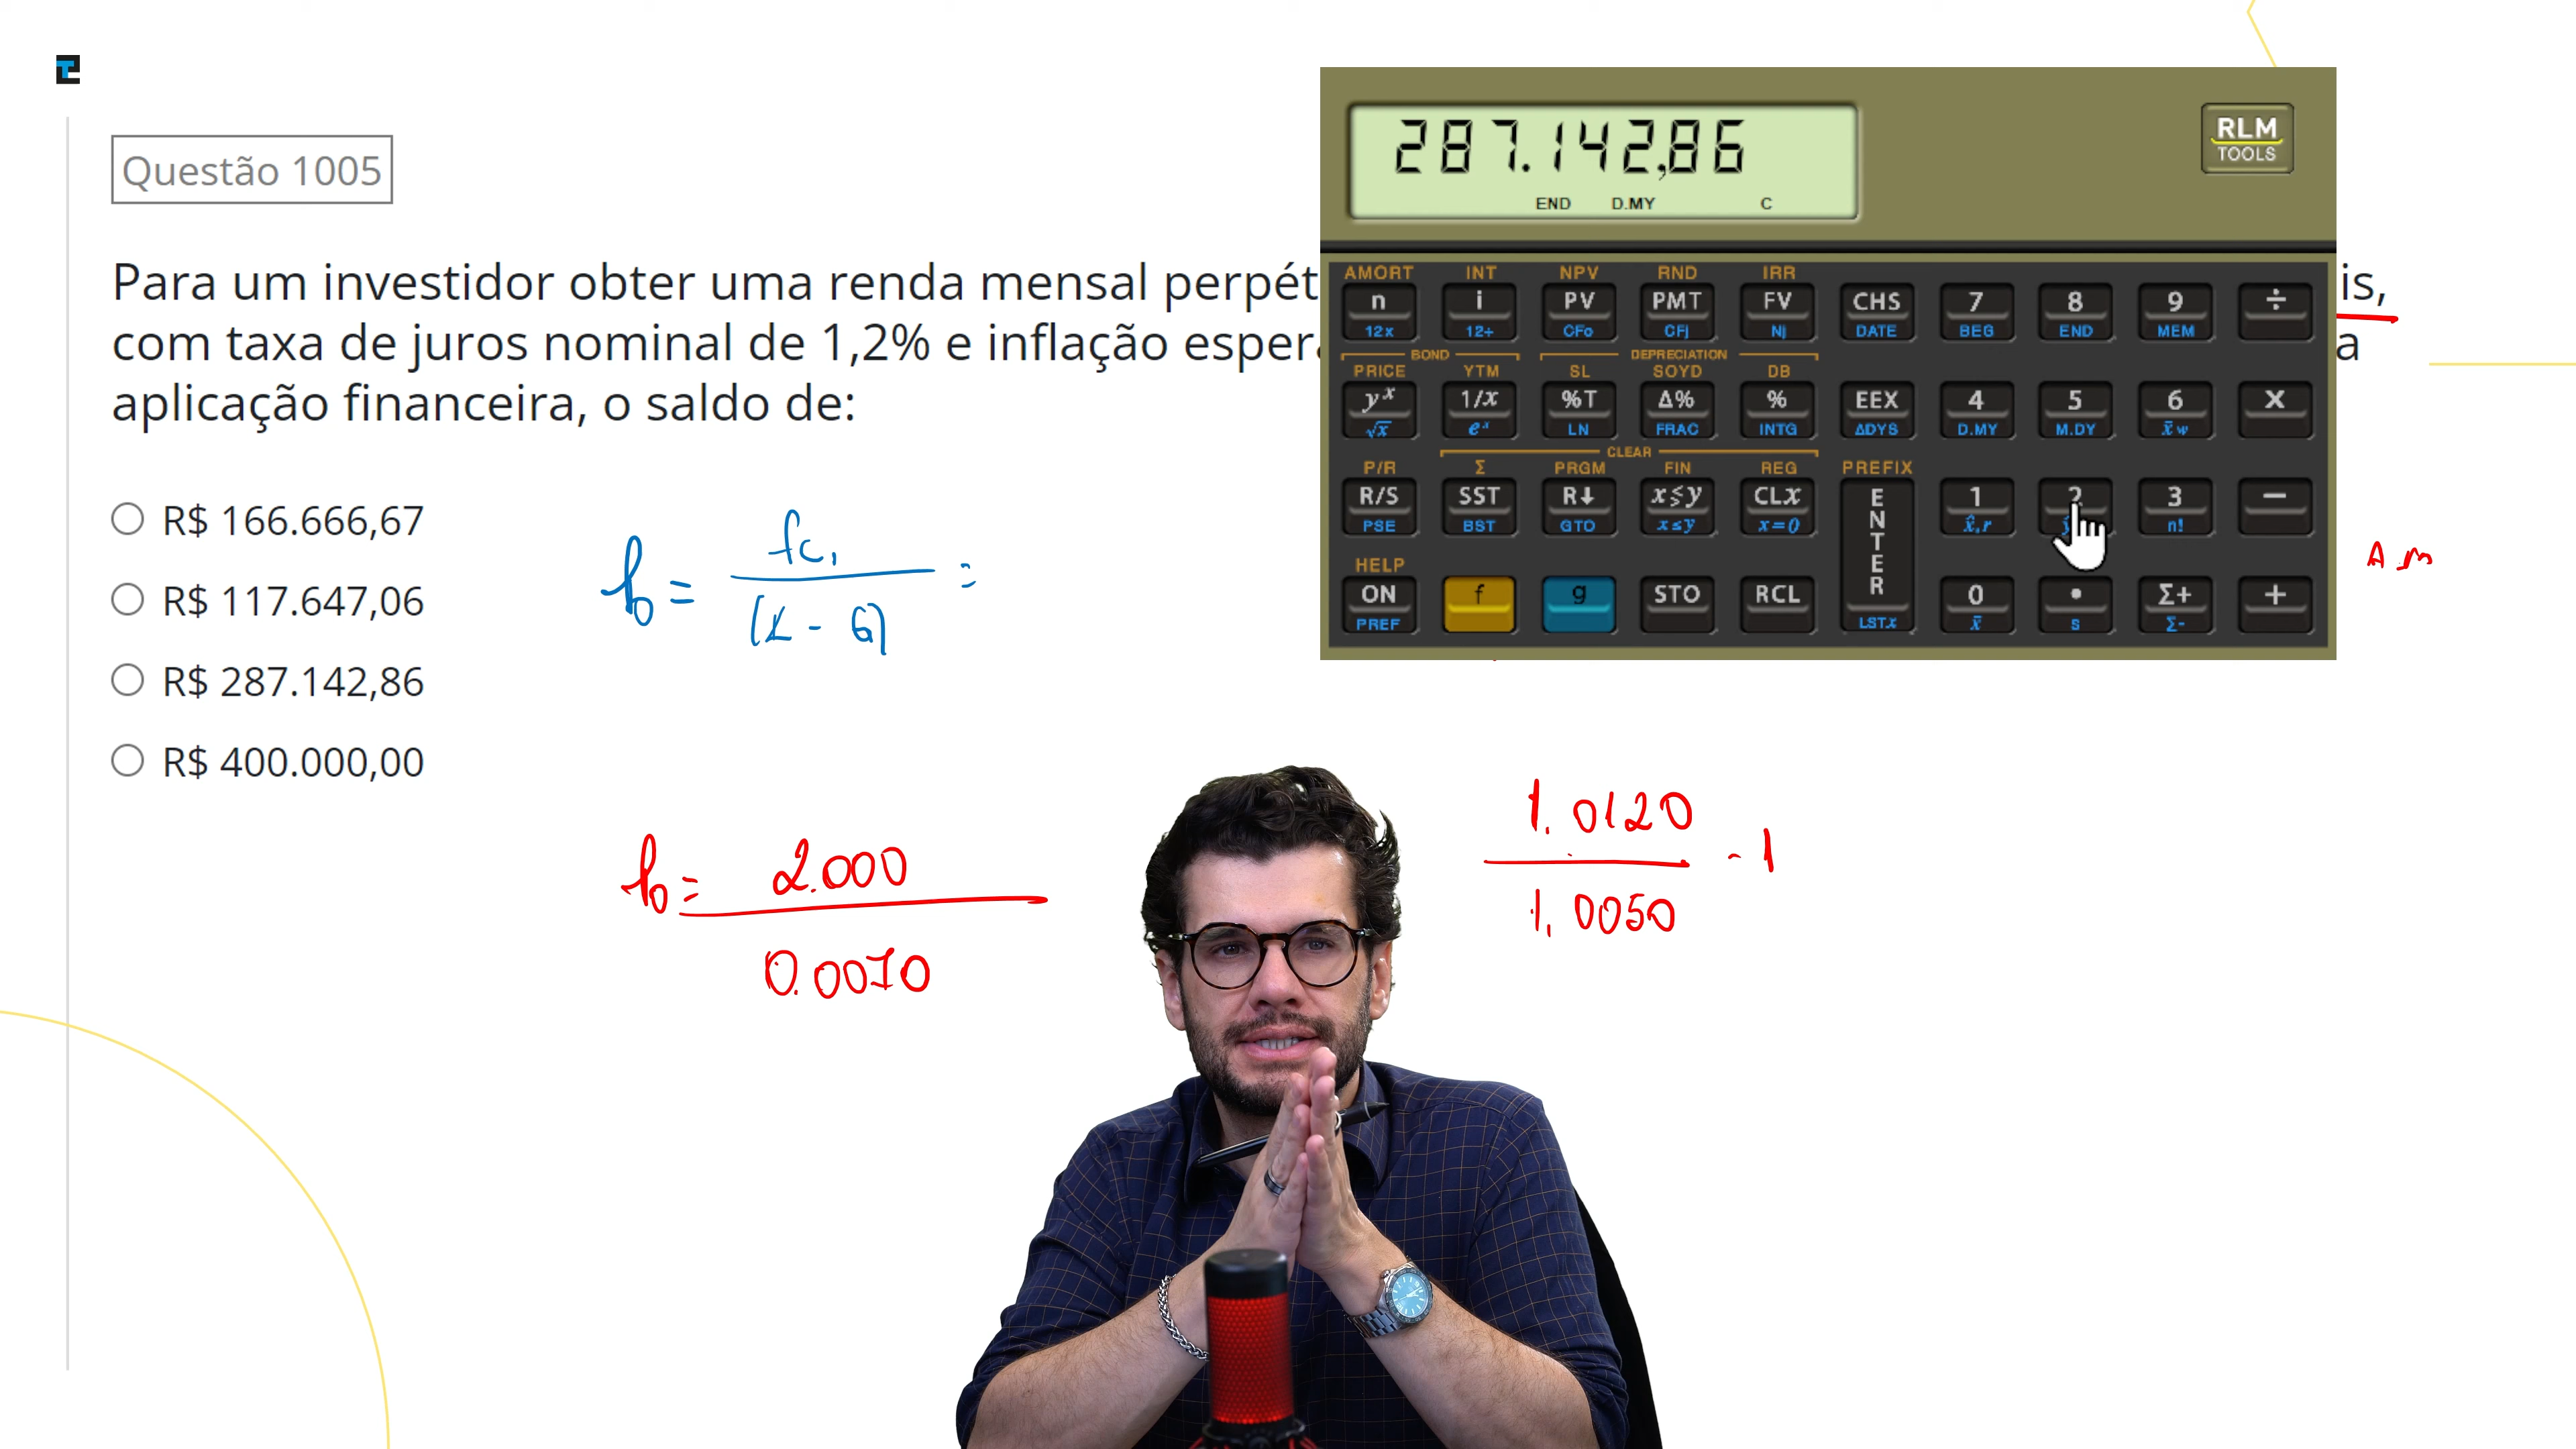 Questão 1005
Para um investidor obter uma renda mensal perpét
is,
com taxa de juros nominal de 1,2% e inflação esper
a
aplicação financeira, o saldo de:
R$ 166.666,67
R$ 117.647,06
R$ 287.142,86
R$ 400.000,00
fc1
=
(K - G)
=
2.000
0.0070
1.0120
- 1
1.0050
A m
287.142,86
END D.MY C
RLM
TOOLS
AMORT INT NPV RND IRR
n i PV PMT FV CHS 7 8 9 ÷
12x 12÷ CFo CFj Nj DATE BEG END MEM
BOND DEPRECIATION
PRICE YTM SL SOYD DB
yˣ 1/x %T Δ% % EEX 4 5 6 X
√x eˣ LN FRAC INTG ΔDYS D.MY M.DY x̄w
CLEAR
P/R Σ PRGM FIN REG PREFIX
R/S SST R↓ x≶y CLx ENTER 1 2 3 −
PSE BST GTO x≤y x=0 x̂,r n!
HELP
ON f g STO RCL 0 • Σ+ +
PREF LSTx x̄ s Σ-